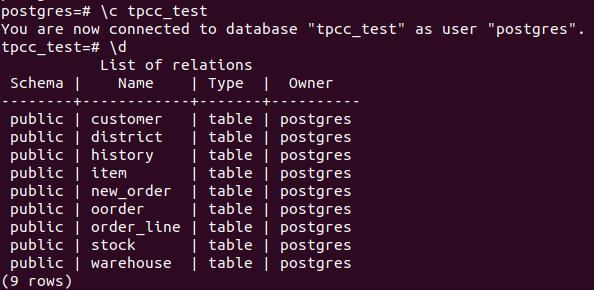 postgres=# \c tpcc_test
You are now connected to database "tpcc_test" as user "postgres".
tpcc_test=# \d
            List of relations
 Schema |    Name    | Type  |  Owner
--------+------------+-------+----------
 public | customer   | table | postgres
 public | district   | table | postgres
 public | history    | table | postgres
 public | item       | table | postgres
 public | new_order  | table | postgres
 public | oorder     | table | postgres
 public | order_line | table | postgres
 public | stock      | table | postgres
 public | warehouse  | table | postgres
(9 rows)